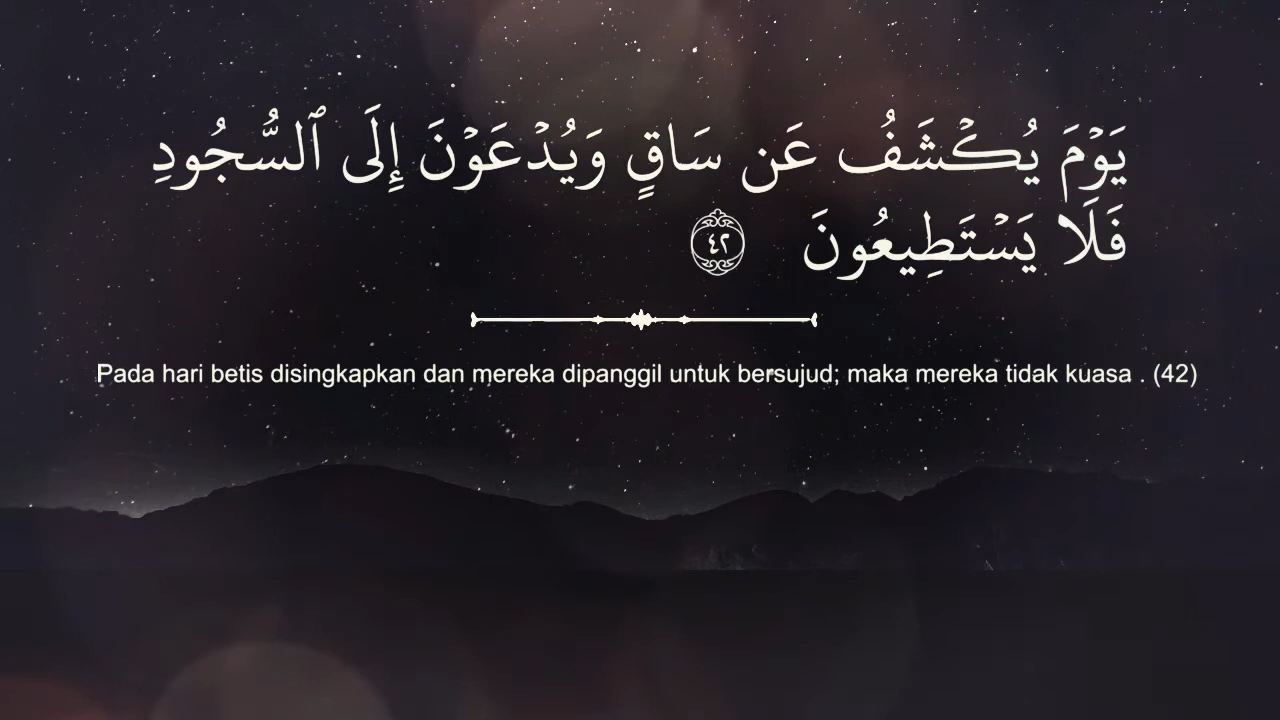 يَوْمَ يُكْشَفُ عَن سَاقٍ وَيُدْعَوْنَ إِلَى ٱلسُّجُودِ
فَلَا يَسْتَطِيعُونَ ٤٢
Pada hari betis disingkapkan dan mereka dipanggil untuk bersujud; maka mereka tidak kuasa . (42)